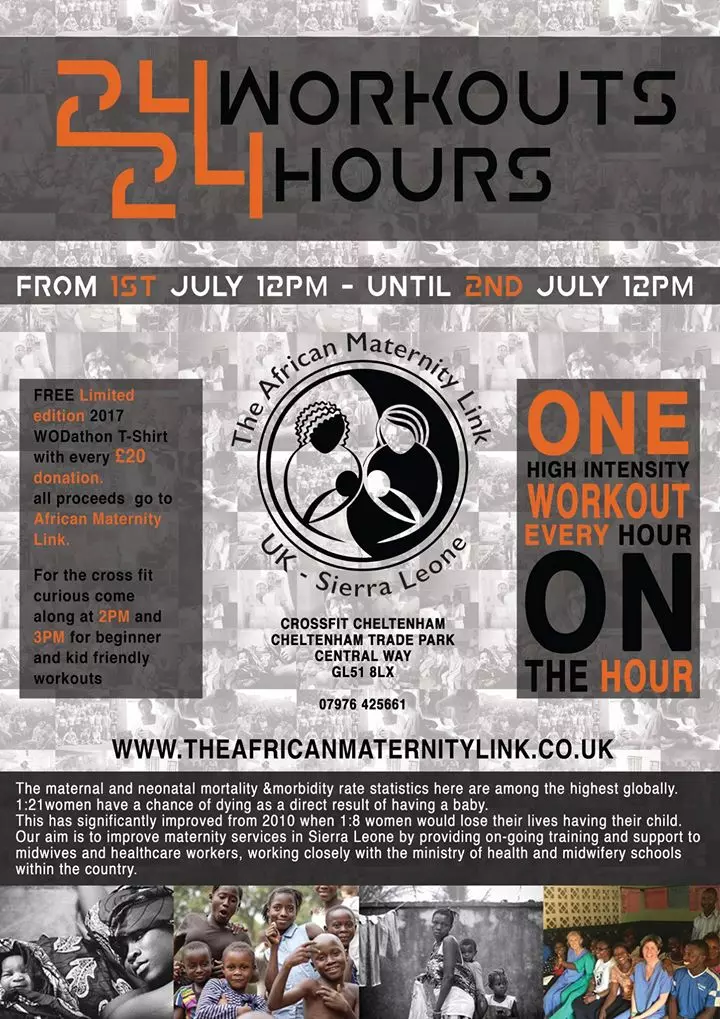 24 WORKOUTS
24 HOURS
FROM 1ST JULY 12PM - UNTIL 2ND JULY 12PM
FREE Limited
edition 2017
WODathon T-Shirt
with every £20
donation.
all proceeds go to
African Maternity
Link.
For the cross fit
curious come
along at 2PM and
3PM for beginner
and kid friendly
workouts
The African Maternity Link
UK - Sierra Leone
CROSSFIT CHELTENHAM
CHELTENHAM TRADE PARK
CENTRAL WAY
GL51 8LX
07976 425661
ONE
HIGH INTENSITY
WORKOUT
EVERY HOUR
ON
THE HOUR
WWW.THEAFRICANMATERNITYLINK.CO.UK
The maternal and neonatal mortality &morbidity rate statistics here are among the highest globally.
1:21women have a chance of dying as a direct result of having a baby.
This has significantly improved from 2010 when 1:8 women would lose their lives having their child.
Our aim is to improve maternity services in Sierra Leone by providing on-going training and support to
midwives and healthcare workers, working closely with the ministry of health and midwifery schools
within the country.